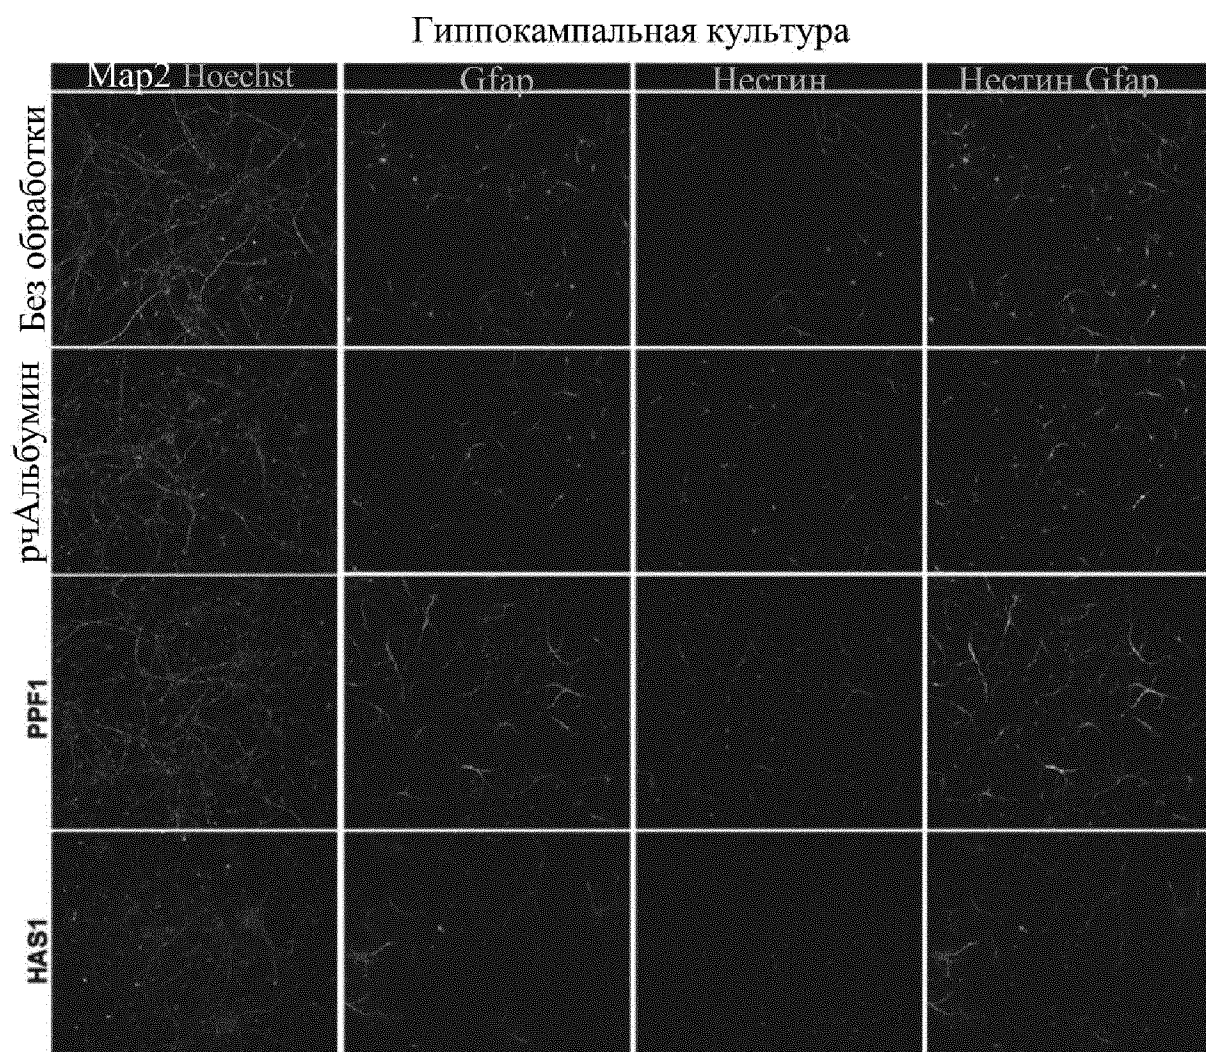 Гиппокампальная культура
Map2 Hoechst
Gfap
Нестин
Нестин Gfap
Без обработки
рчАльбумин
PPF1
HAS1